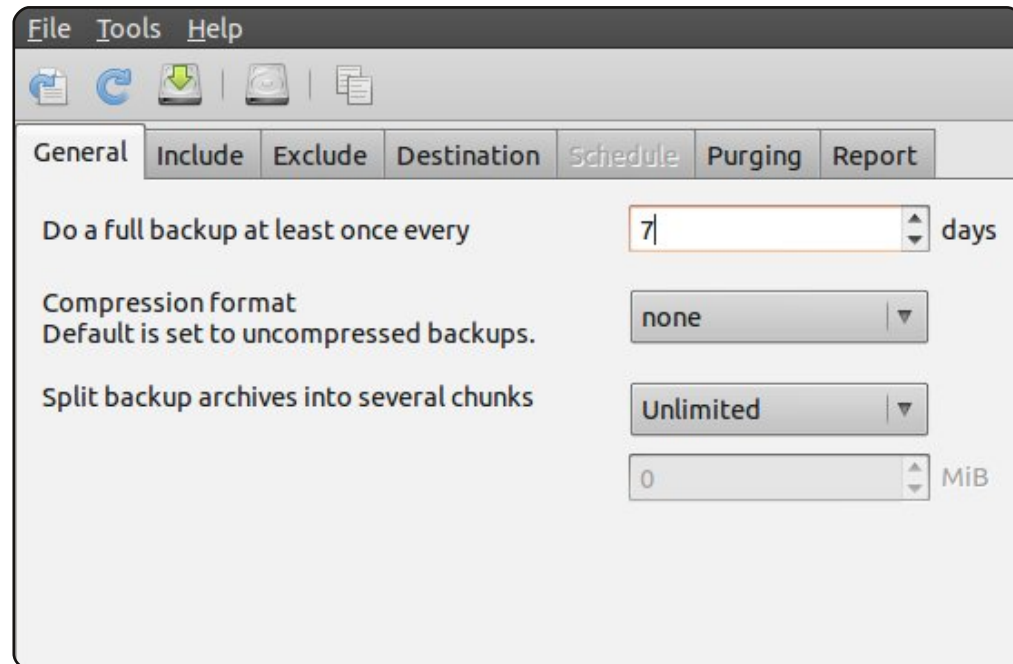 File Tools Help
General Include Exclude Destination Schedule Purging Report
Do a full backup at least once every 7 days
Compression format
Default is set to uncompressed backups. none
Split backup archives into several chunks Unlimited
0 MiB